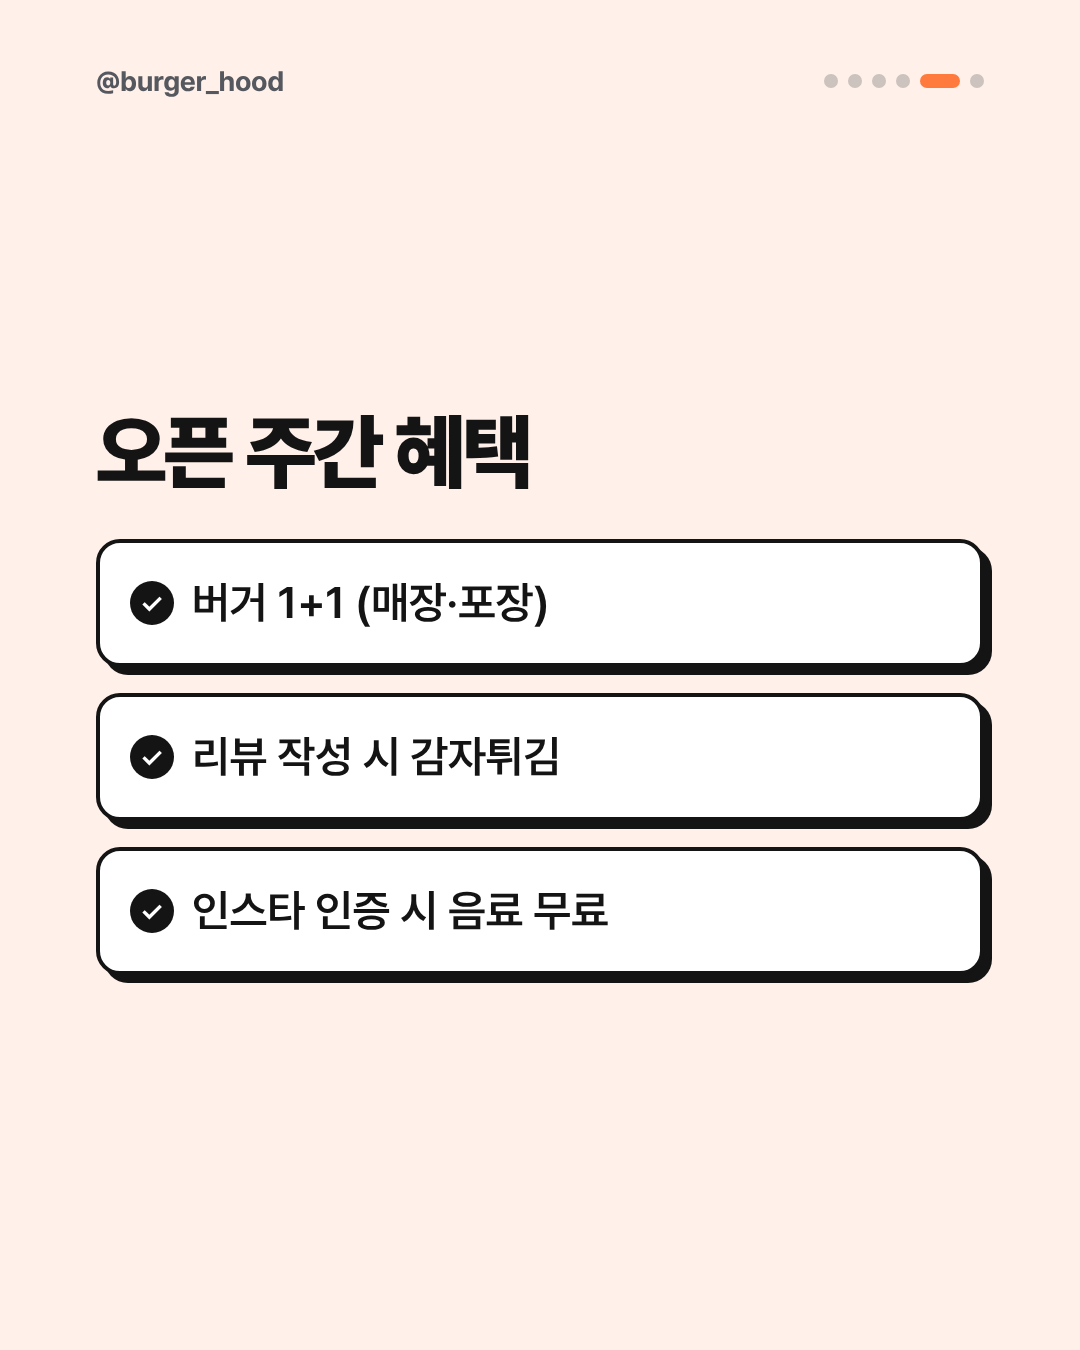 @burger_hood
오픈 주간 혜택
버거 1+1 (매장·포장)
리뷰 작성 시 감자튀김
인스타 인증 시 음료 무료